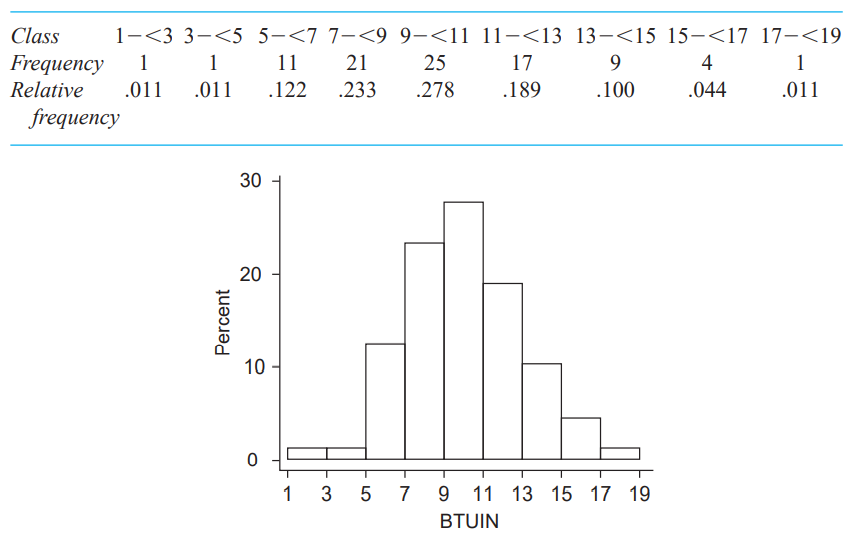 Class 1–<3 3–<5 5–<7 7–<9 9–<11 11–<13 13–<15 15–<17 17–<19
Frequency 1 1 11 21 25 17 9 4 1
Relative .011 .011 .122 .233 .278 .189 .100 .044 .011
frequency
30
20
10
0
Percent
1 3 5 7 9 11 13 15 17 19
BTUIN